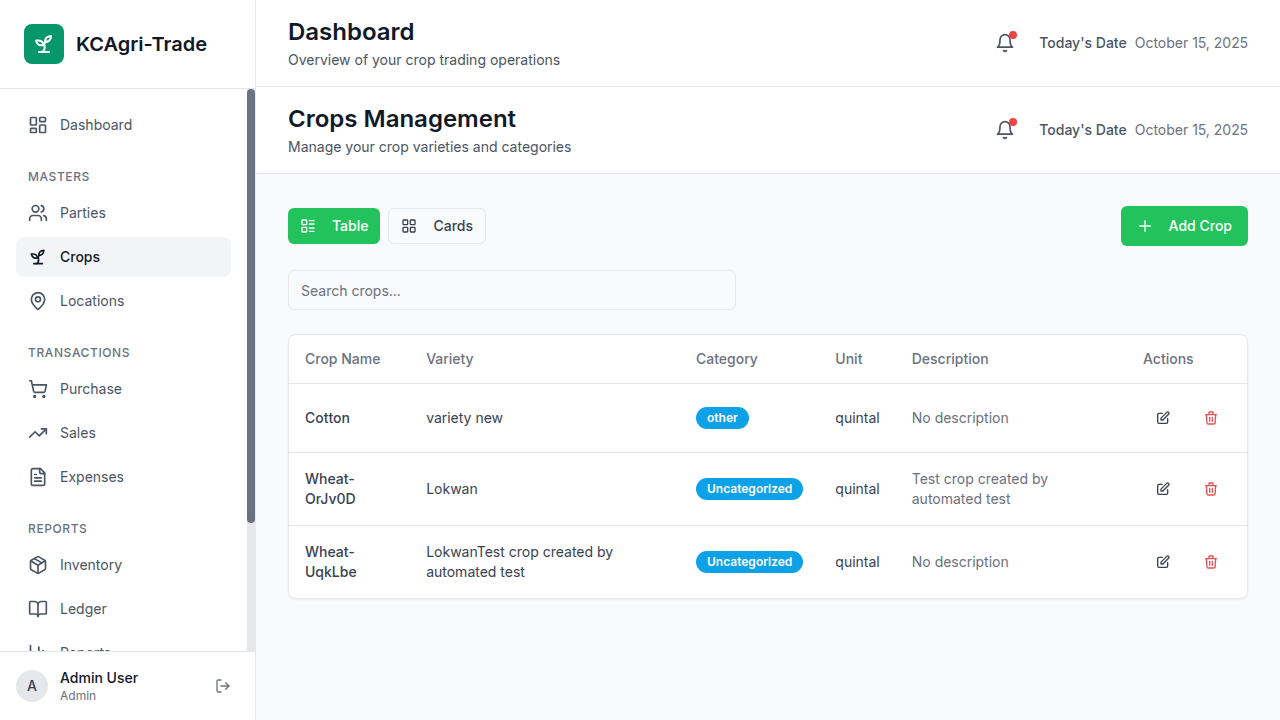 KCAgri-Trade
Dashboard
MASTERS
Parties
Crops
Locations
TRANSACTIONS
Purchase
Sales
Expenses
REPORTS
Inventory
Ledger
Reports
A
Admin User
Admin
Dashboard
Overview of your crop trading operations
Today's Date October 15, 2025
Crops Management
Manage your crop varieties and categories
Today's Date October 15, 2025
Table
Cards
Add Crop
Search crops...
Crop Name Variety Category Unit Description Actions
Cotton variety new other quintal No description
Wheat-
OrJv0D
Lokwan Uncategorized quintal
Test crop created by
automated test
Wheat-
UqkLbe
LokwanTest crop created by
automated test
Uncategorized quintal No description